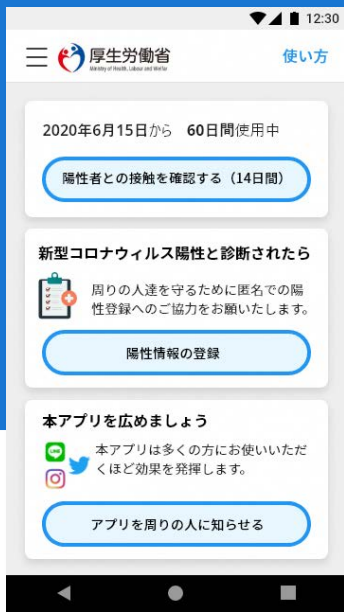 12:30
厚生労働省
Ministry of Health, Labour and Welfare
使い方
2020年6月15日から 60日間使用中
陽性者との接触を確認する（14日間）
新型コロナウィルス陽性と診断されたら
周りの人達を守るために匿名での陽
性登録へのご協力をお願いたします。
陽性情報の登録
本アプリを広めましょう
LINE
本アプリは多くの方にお使いいただ
くほど効果を発揮します。
アプリを周りの人に知らせる